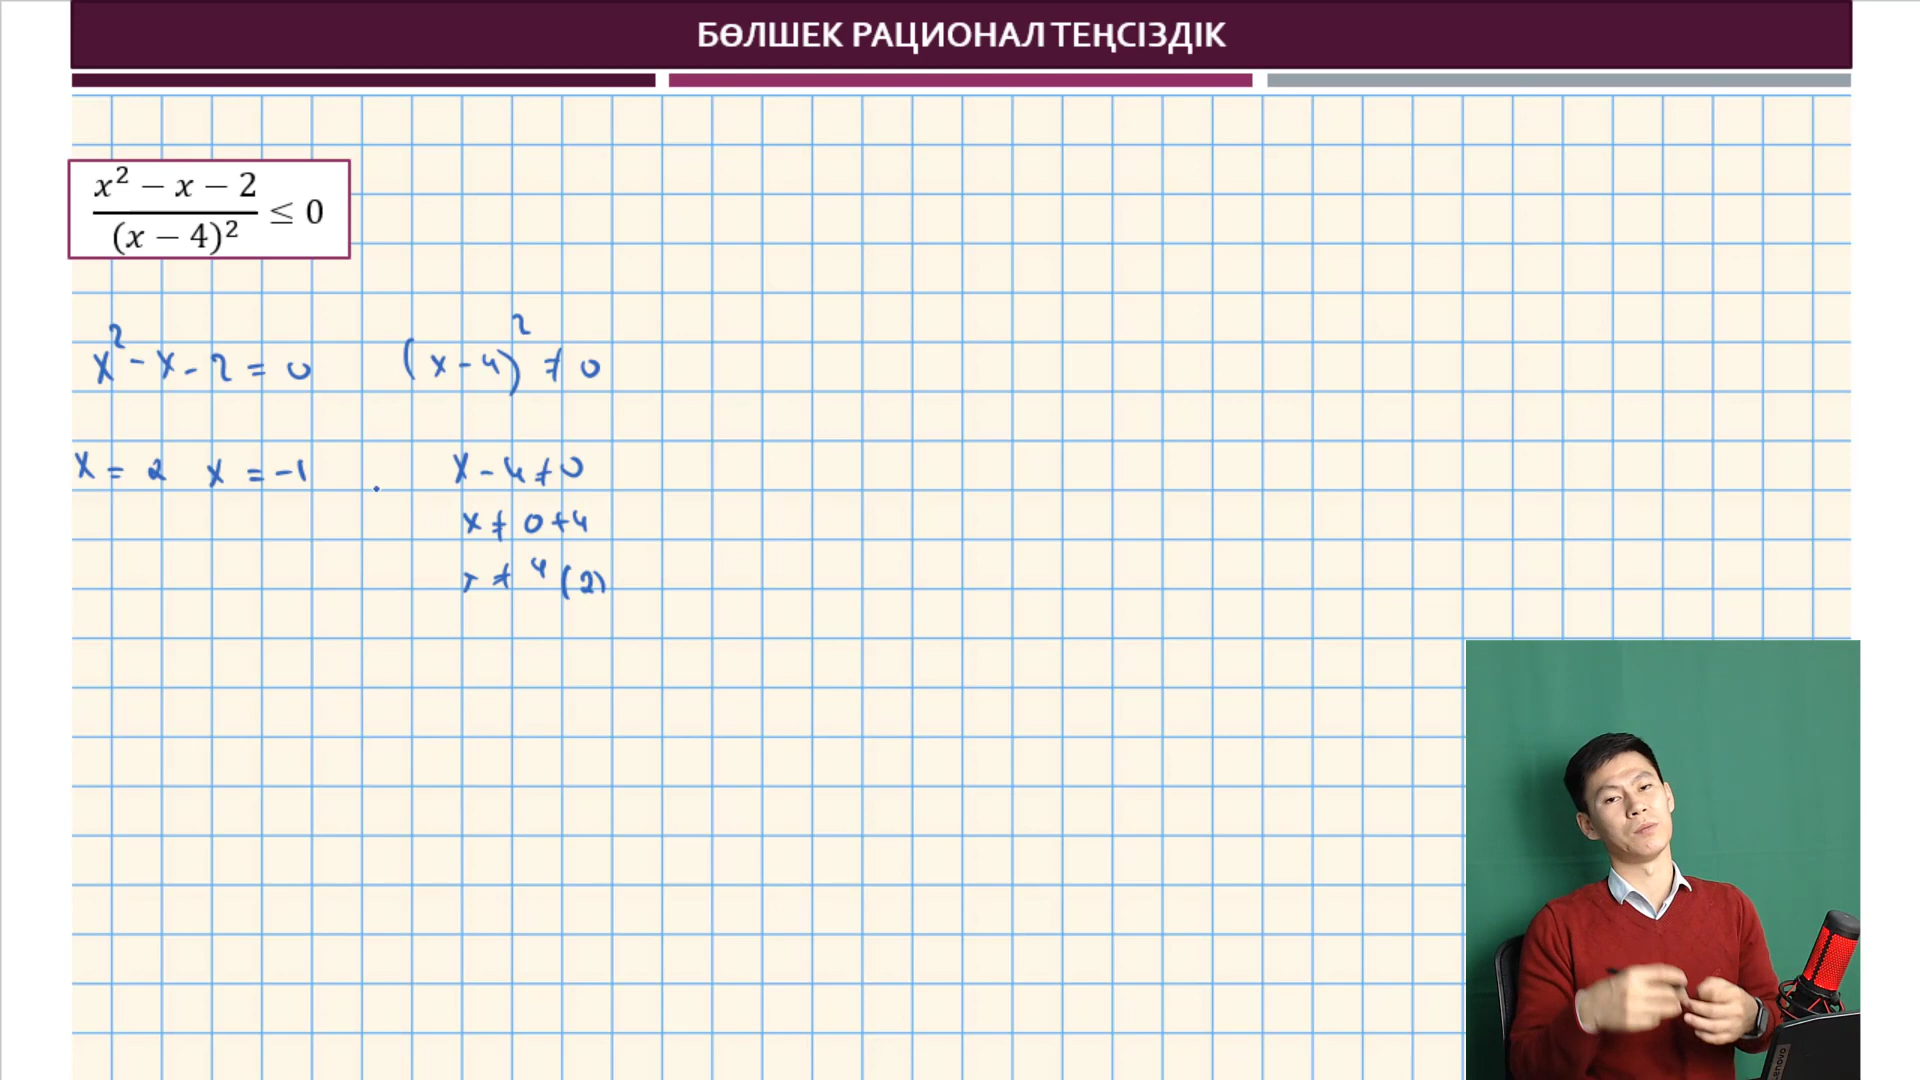 БӨЛШЕК РАЦИОНАЛ ТЕҢСІЗДІК
x² − x − 2
(x − 4)²
≤ 0
x² - x - 2 = 0 (x - 4)² ≠ 0
x = 2 x = -1 x - 4 ≠ 0
x ≠ 0 + 4
x ≠ 4 (2)
Lenovo